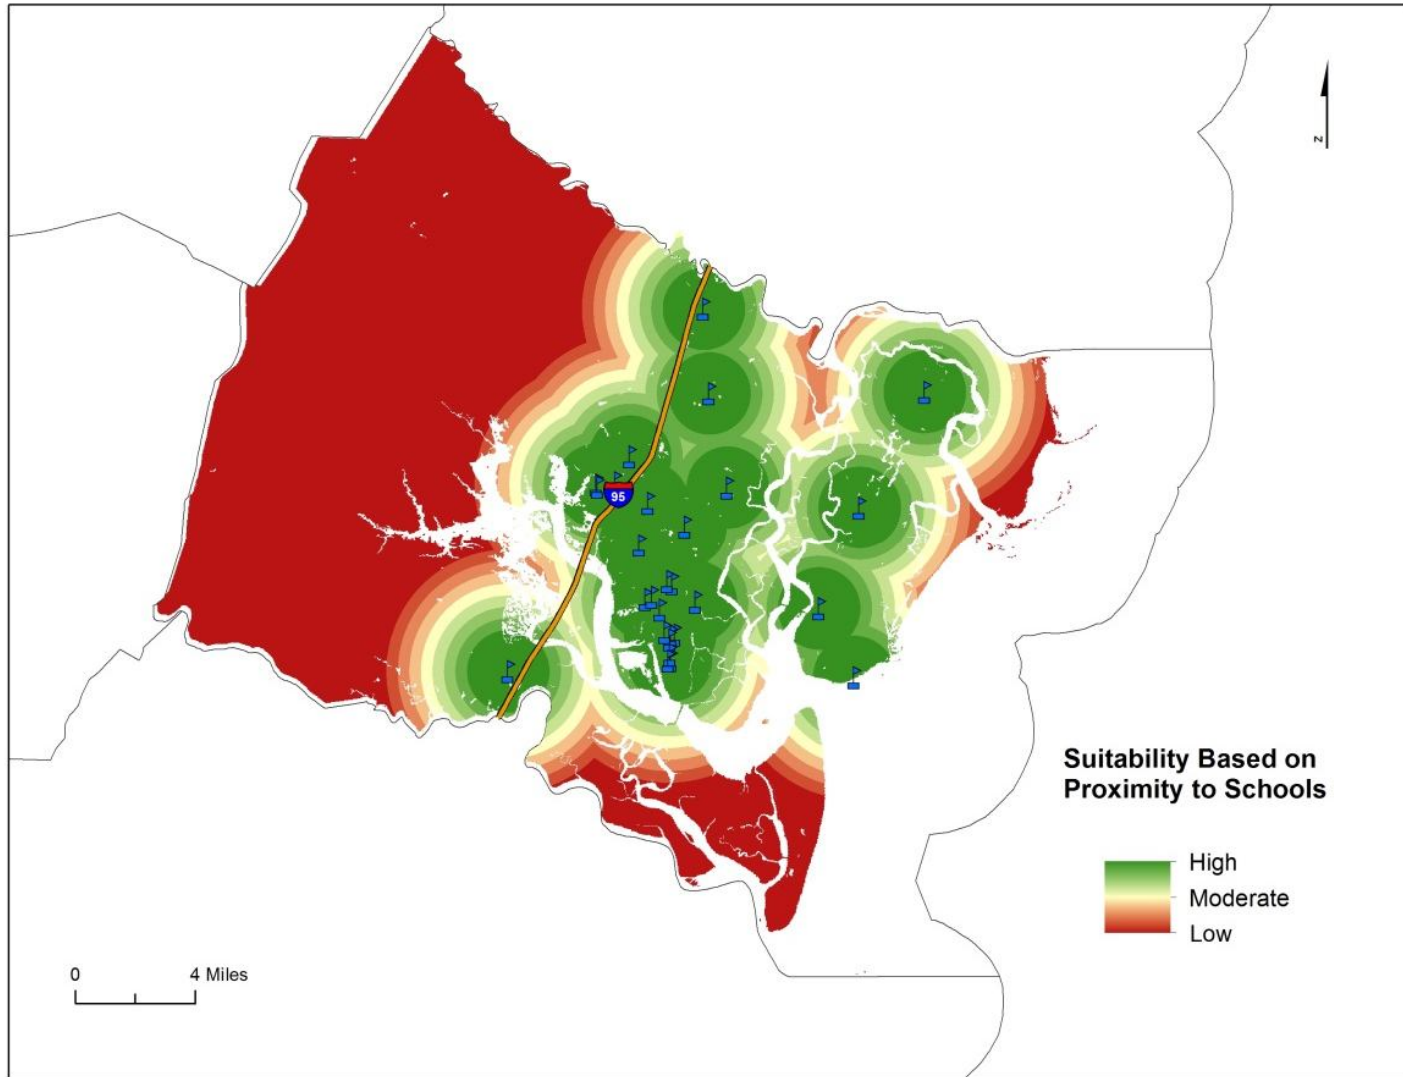 z
95
Suitability Based on
Proximity to Schools
High
Moderate
Low
0 4 Miles